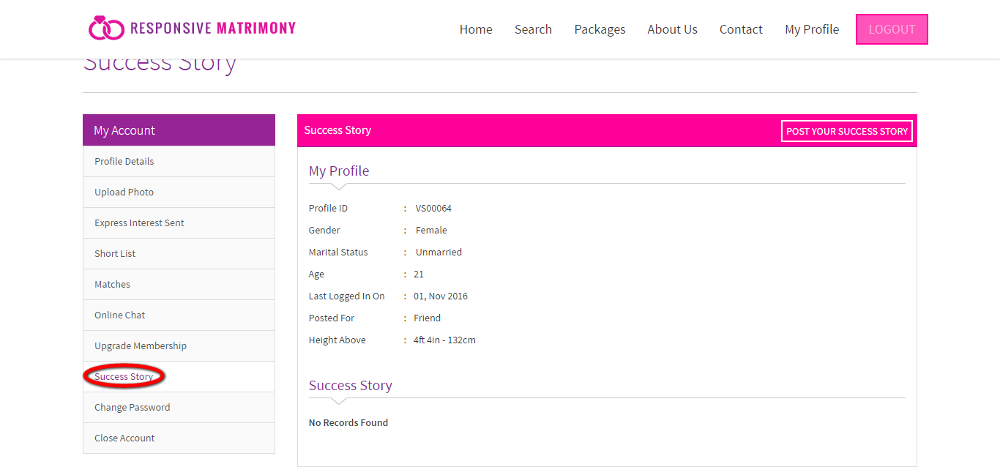 RESPONSIVE MATRIMONY
Home Search Packages About Us Contact My Profile LOGOUT
Success Story
My Account
Profile Details
Upload Photo
Express Interest Sent
Short List
Matches
Online Chat
Upgrade Membership
Success Story
Change Password
Close Account
Success Story POST YOUR SUCCESS STORY
My Profile
Profile ID : VS00064
Gender : Female
Marital Status : Unmarried
Age : 21
Last Logged In On : 01, Nov 2016
Posted For : Friend
Height Above : 4ft 4in - 132cm
Success Story
No Records Found